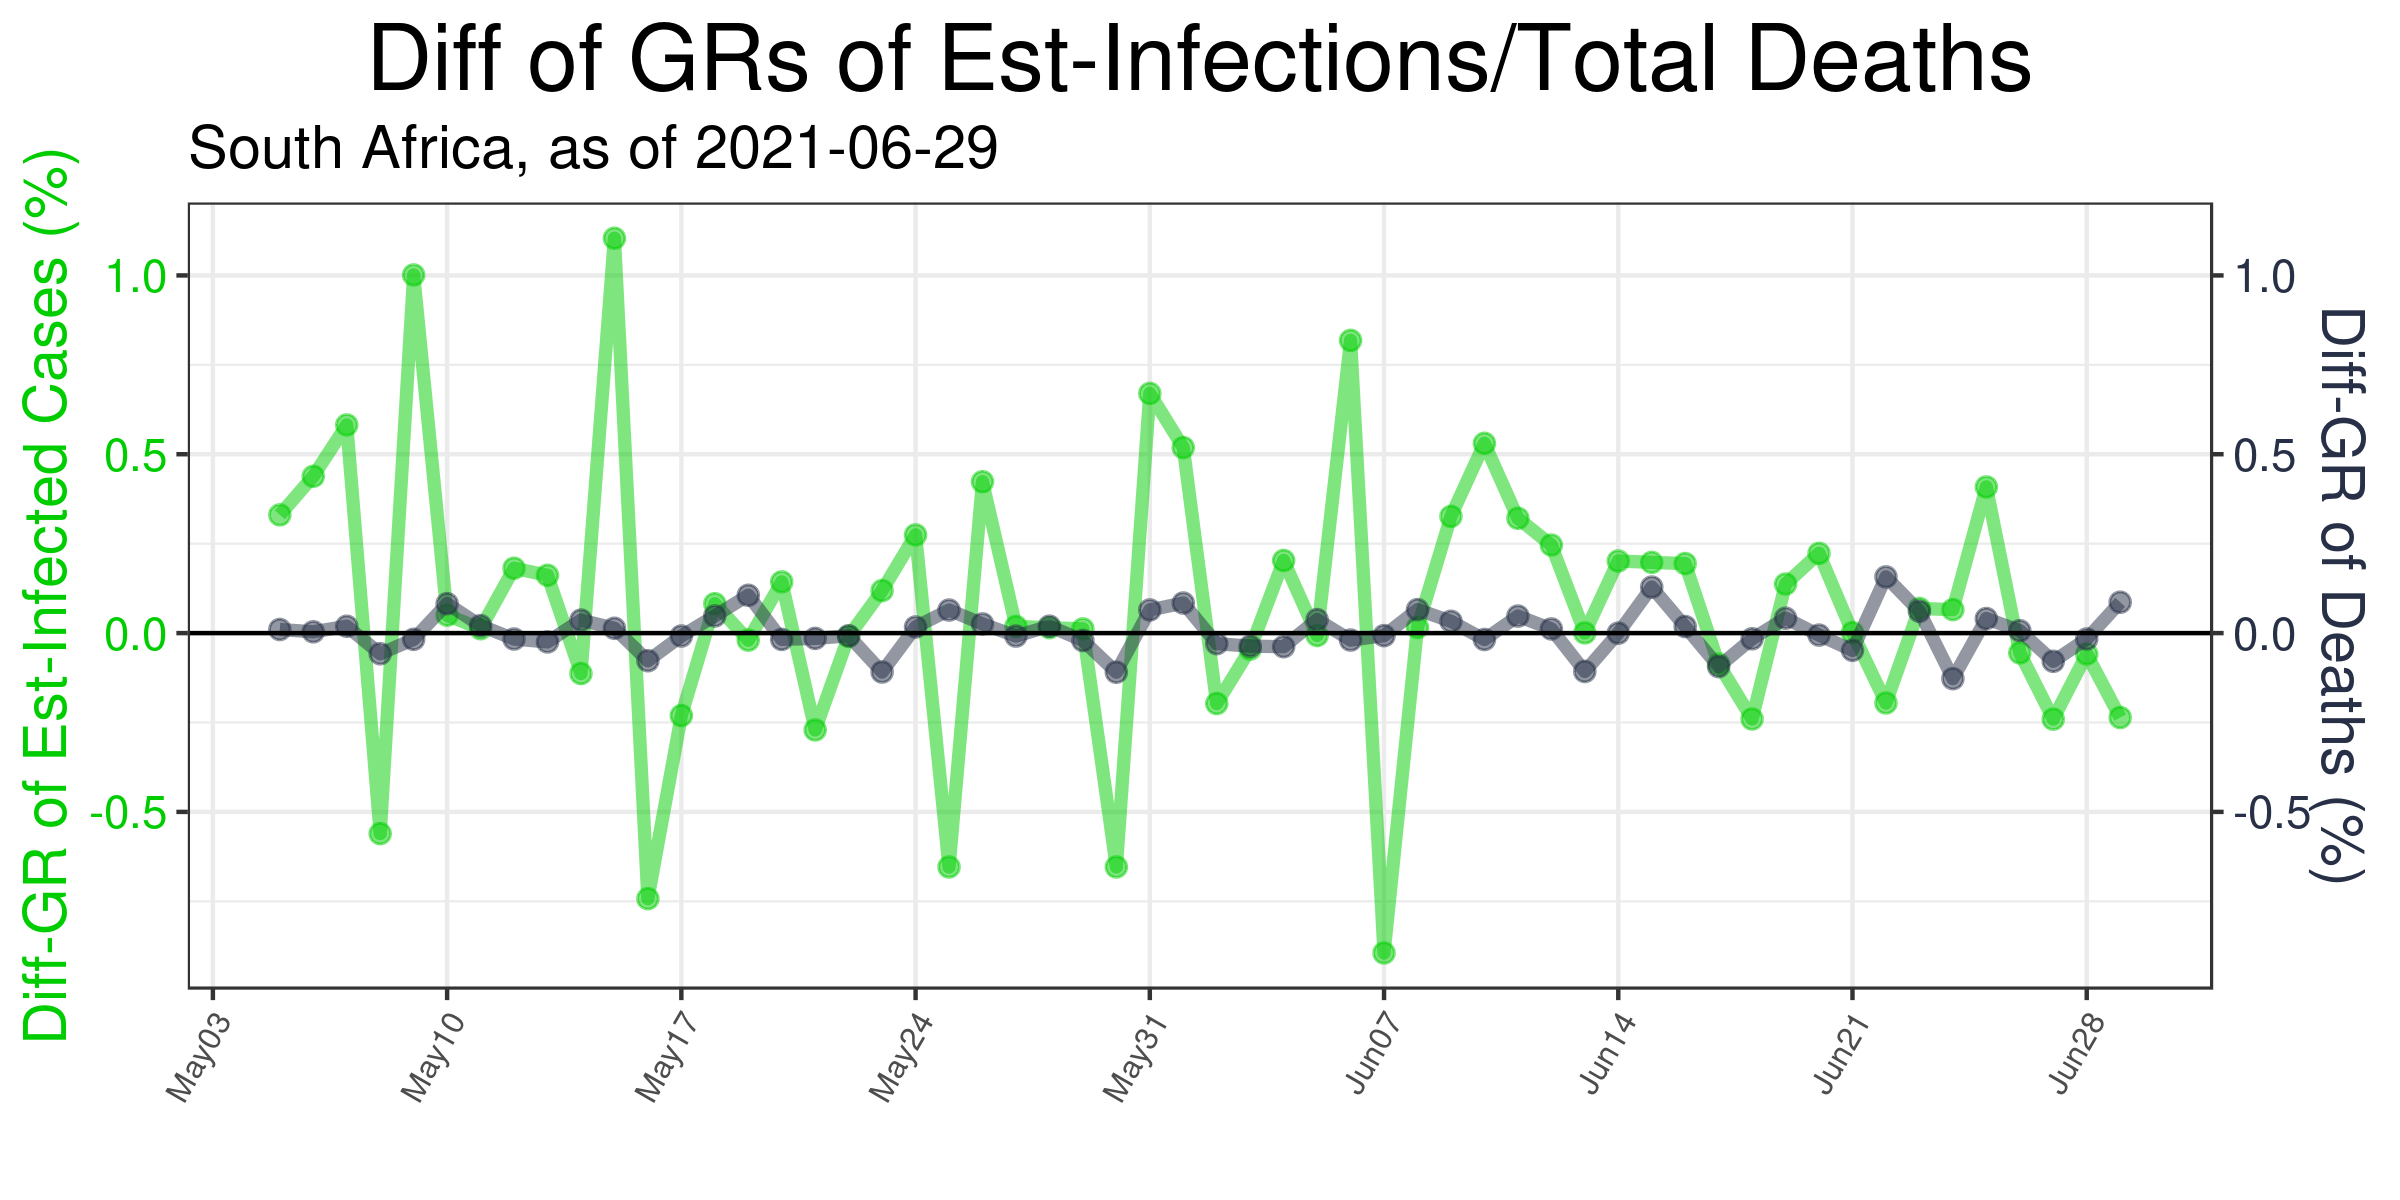 Diff of GRs of Est-Infections/Total Deaths
South Africa, as of 2021-06-29
Diff-GR of Est-Infected Cases (%)
1.0
0.5
0.0
-0.5
1.0
0.5
0.0
-0.5
Diff-GR of Deaths (%)
May03
May10
May17
May24
May31
Jun07
Jun14
Jun21
Jun28